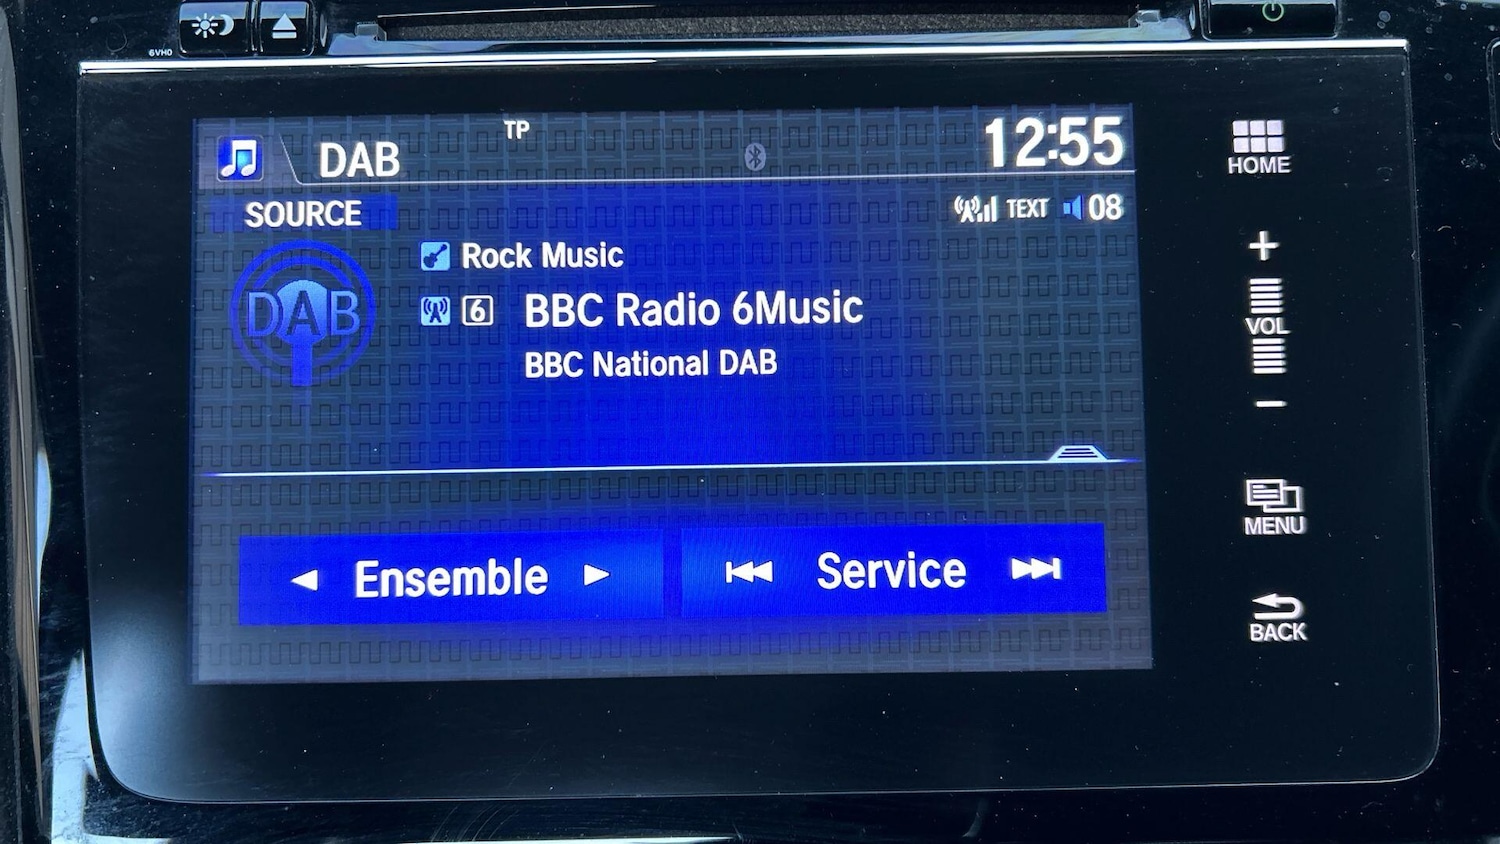 6VH0
TP
DAB
12:55
HOME
SOURCE
TEXT 08
DAB
Rock Music
6 BBC Radio 6Music
BBC National DAB
+
VOL
−
Ensemble
Service
MENU
BACK